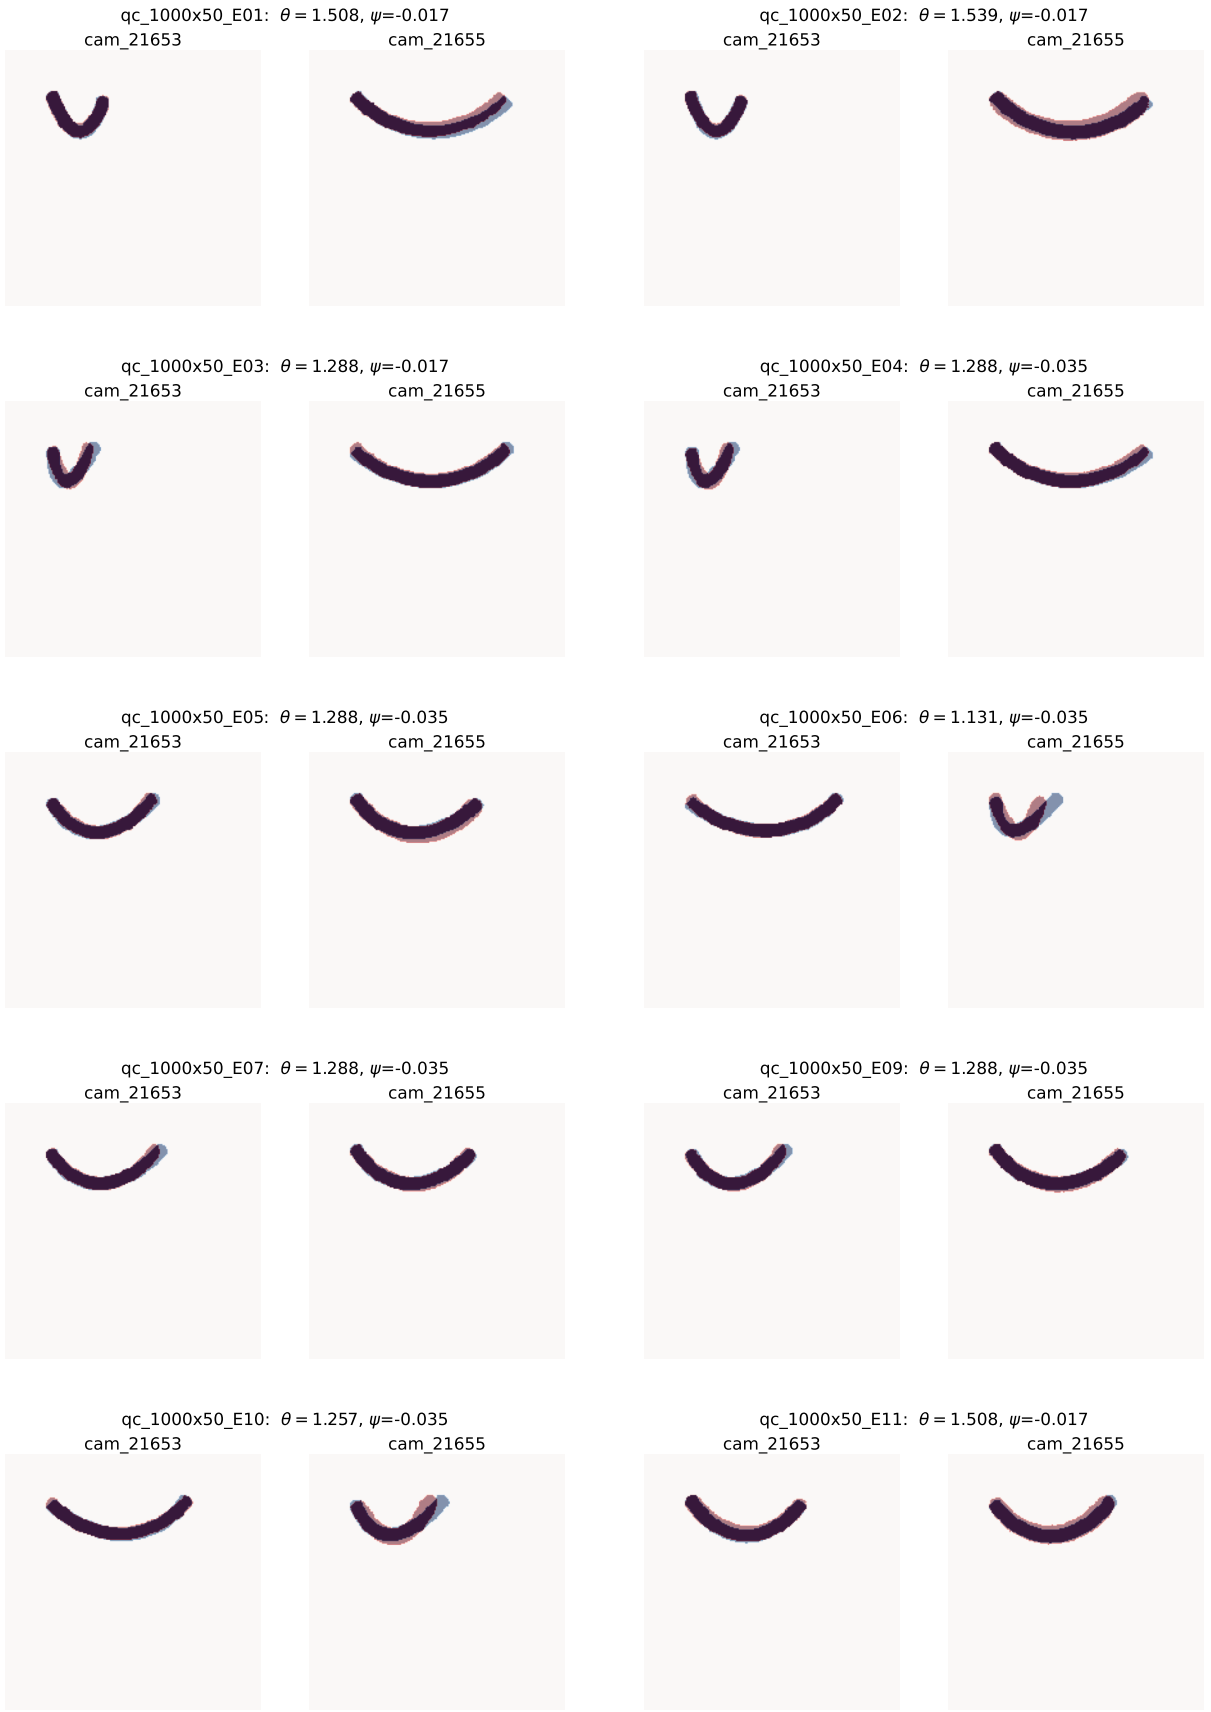 qc_1000x50_E01: θ = 1.508, ψ=-0.017
cam_21653 cam_21655
qc_1000x50_E02: θ = 1.539, ψ=-0.017
cam_21653 cam_21655
qc_1000x50_E03: θ = 1.288, ψ=-0.017
cam_21653 cam_21655
qc_1000x50_E04: θ = 1.288, ψ=-0.035
cam_21653 cam_21655
qc_1000x50_E05: θ = 1.288, ψ=-0.035
cam_21653 cam_21655
qc_1000x50_E06: θ = 1.131, ψ=-0.035
cam_21653 cam_21655
qc_1000x50_E07: θ = 1.288, ψ=-0.035
cam_21653 cam_21655
qc_1000x50_E09: θ = 1.288, ψ=-0.035
cam_21653 cam_21655
qc_1000x50_E10: θ = 1.257, ψ=-0.035
cam_21653 cam_21655
qc_1000x50_E11: θ = 1.508, ψ=-0.017
cam_21653 cam_21655